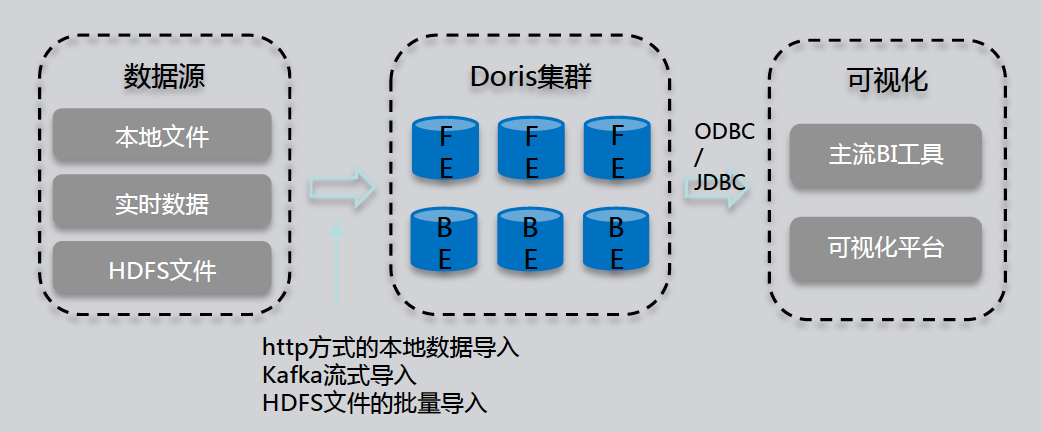 数据源
本地文件
实时数据
HDFS文件
Doris集群
F
E
F
E
F
E
B
E
B
E
B
E
ODBC
/
JDBC
可视化
主流BI工具
可视化平台
http方式的本地数据导入
Kafka流式导入
HDFS文件的批量导入